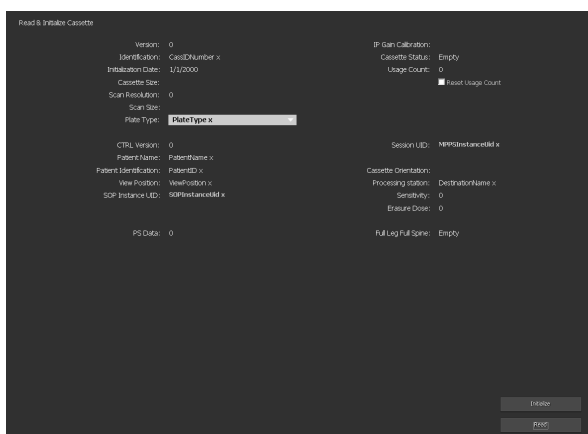 Read & Initialize Cassette
Version: 0
IP Gain Calibration:
Identification: CassIDNumber x
Cassette Status: Empty
Initialization Date: 1/1/2000
Usage Count: 0
Cassette Size:
Reset Usage Count
Scan Resolution: 0
Scan Size:
Plate Type: PlateType x
CTRL Version: 0
Session UID: MPPSInstanceUid x
Patient Name: PatientName x
Patient Identification: PatientID x
Cassette Orientation:
View Position: ViewPosition x
Processing station: DestinationName x
SOP Instance UID: SOPInstanceUid x
Sensitivity: 0
Erasure Dose: 0
PS Data: 0
Full Leg Full Spine: Empty
Initialize
Read